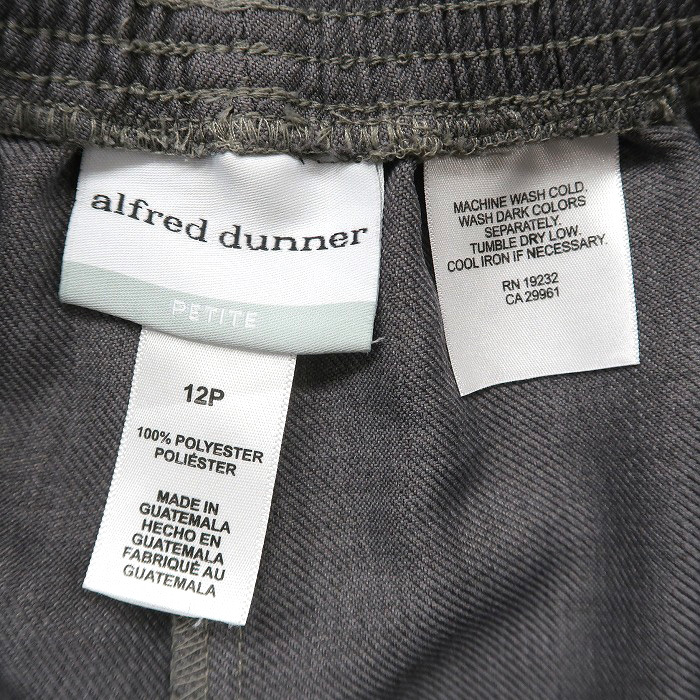 alfred dunner
PETITE
12P
100% POLYESTER
POLIÉSTER
MADE IN
GUATEMALA
HECHO EN
GUATEMALA
FABRIQUÉ AU
GUATEMALA
MACHINE WASH COLD.
WASH DARK COLORS
SEPARATELY.
TUMBLE DRY LOW.
COOL IRON IF NECESSARY.
RN 19232
CA 29961